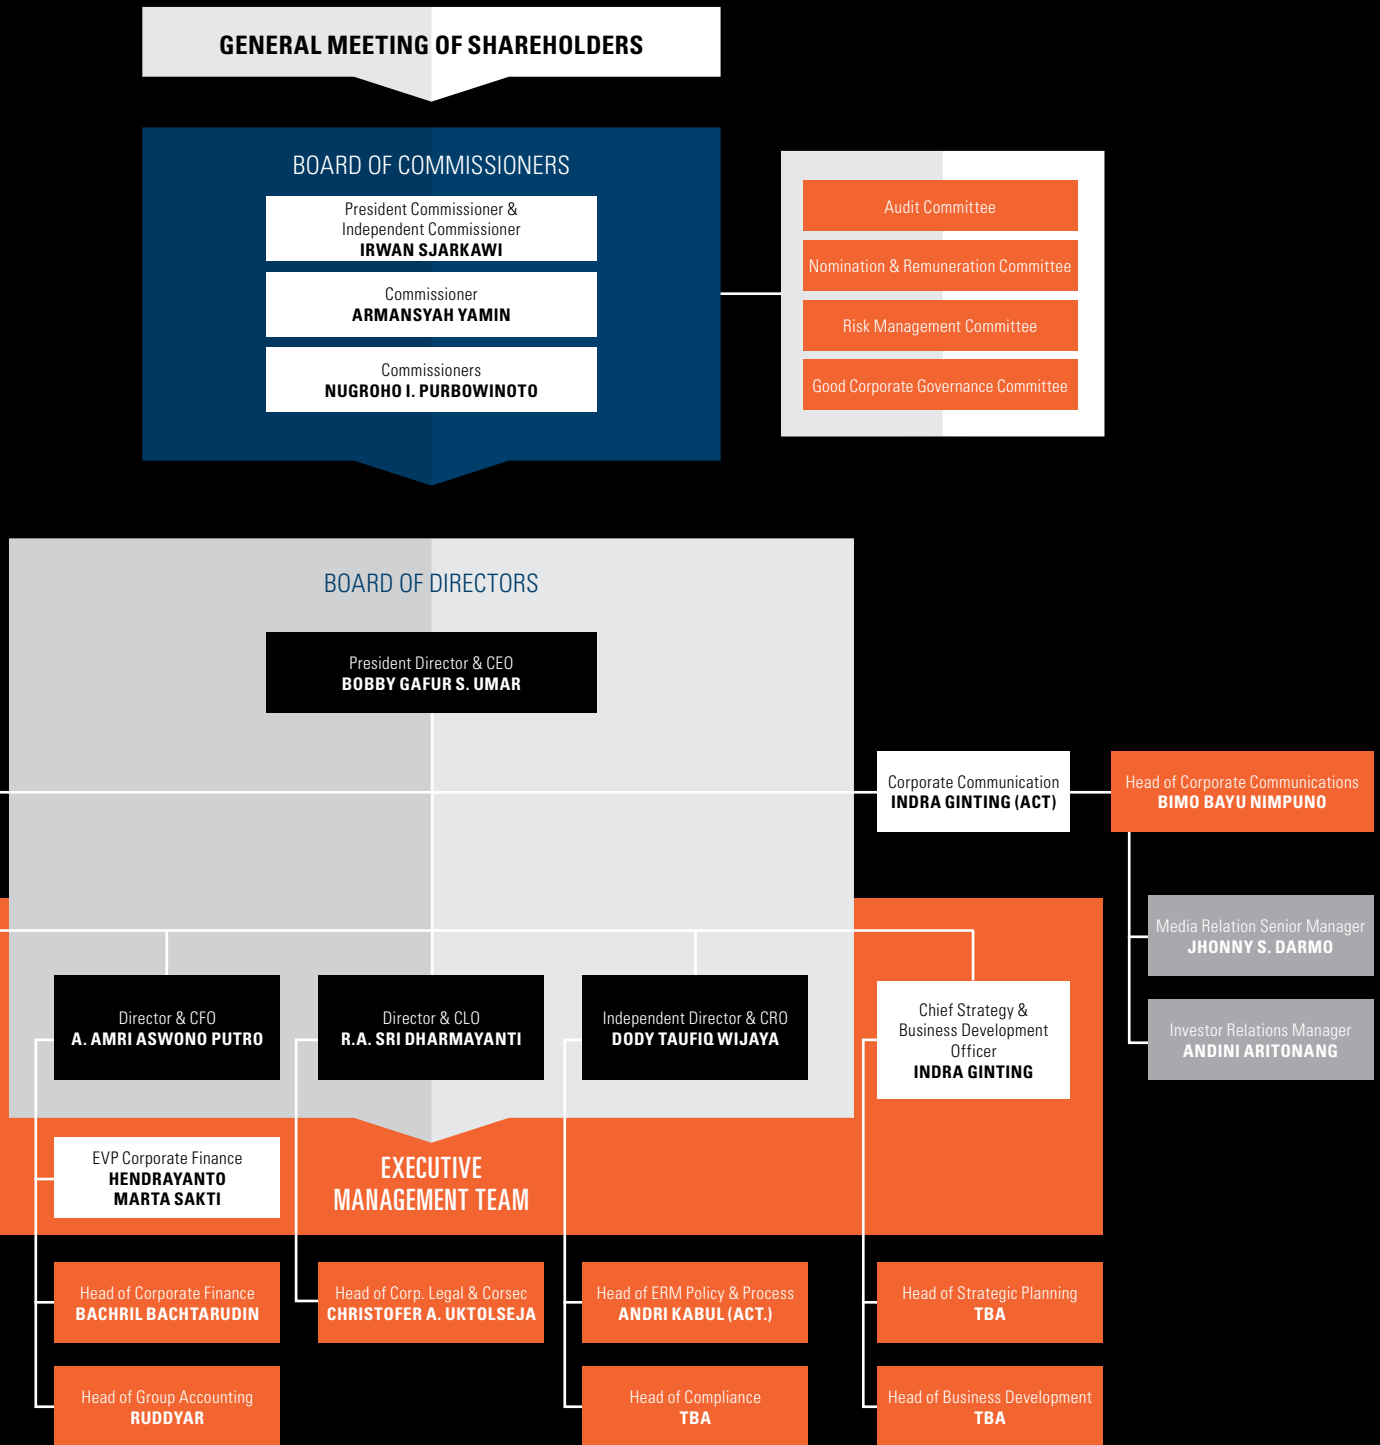 GENERAL MEETING OF SHAREHOLDERS
BOARD OF COMMISSIONERS
President Commissioner &
Independent Commissioner
IRWAN SJARKAWI
Commissioner
ARMANSYAH YAMIN
Commissioners
NUGROHO I. PURBOWINOTO
Audit Committee
Nomination & Remuneration Committee
Risk Management Committee
Good Corporate Governance Committee
BOARD OF DIRECTORS
President Director & CEO
BOBBY GAFUR S. UMAR
Corporate Communication
INDRA GINTING (ACT)
Head of Corporate Communications
BIMO BAYU NIMPUNO
Media Relation Senior Manager
JHONNY S. DARMO
Investor Relations Manager
ANDINI ARITONANG
Director & CFO
A. AMRI ASWONO PUTRO
Director & CLO
R.A. SRI DHARMAYANTI
Independent Director & CRO
DODY TAUFIQ WIJAYA
Chief Strategy &
Business Development
Officer
INDRA GINTING
EVP Corporate Finance
HENDRAYANTO
MARTA SAKTI
EXECUTIVE
MANAGEMENT TEAM
Head of Corporate Finance
BACHRIL BACHTARUDIN
Head of Corp. Legal & Corsec
CHRISTOFER A. UKTOLSEJA
Head of ERM Policy & Process
ANDRI KABUL (ACT.)
Head of Strategic Planning
TBA
Head of Group Accounting
RUDDYAR
Head of Compliance
TBA
Head of Business Development
TBA